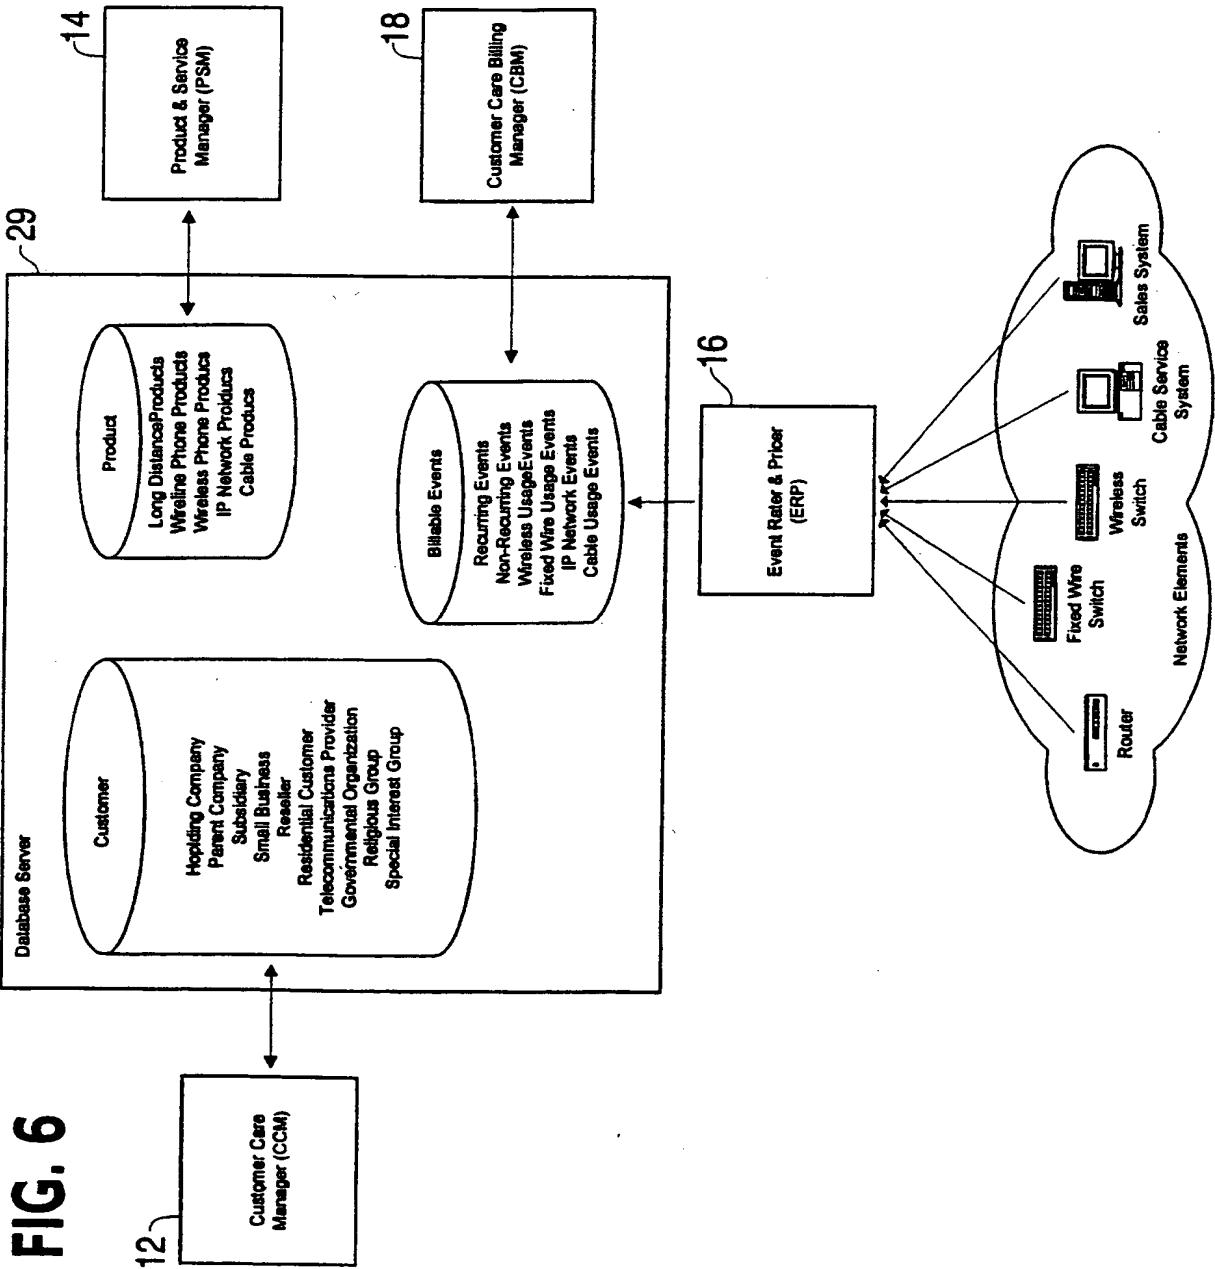 FIG. 6
Database Server
29
12
Customer Care
Manager (CCM)
Customer
Hoplding Company
Parent Company
Subsidiary
Small Business
Reseller
Residential Customer
Telecommunications Provider
Governmental Organization
Religious Group
Special Interest Group
Product
Long DistanceProducts
Wireline Phone Products
Wireless Phone Producs
IP Network Proiducs
Cable Producs
14
Product & Service
Manager (PSM)
Billable Events
Recurring Events
Non-Recurring Events
Wireless UsageEvents
Fixed Wire Usage Events
IP Network Events
Cable Usage Events
18
Customer Care Billing
Manager (CBM)
16
Event Rater & Pricer
(ERP)
Router
Fixed Wire
Switch
Wireless
Switch
Cable Service
System
Sales System
Network Elements